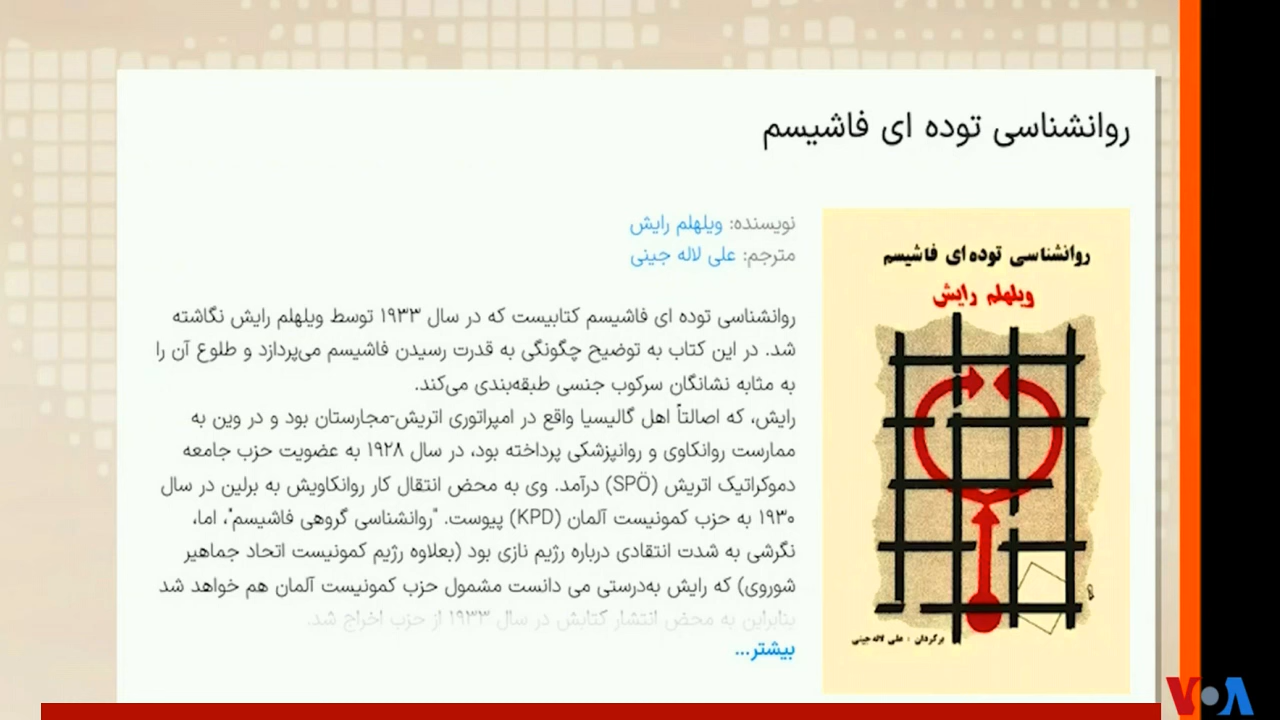 روانشناسی توده ای فاشیسم
نویسنده: ویلهلم رایش
مترجم: علی لاله جینی
روانشناسی توده ای فاشیسم کتابیست که در سال ۱۹۳۳ توسط ویلهلم رایش نگاشته
شد. در این کتاب به توضیح چگونگی به قدرت رسیدن فاشیسم می‌پردازد و طلوع آن را
به مثابه نشانگان سرکوب جنسی طبقه‌بندی می‌کند.
رایش، که اصالتاً اهل گالیسیا واقع در امپراتوری اتریش-مجارستان بود و در وین به
ممارست روانکاوی و روانپزشکی پرداخته بود، در سال ۱۹۲۸ به عضویت حزب جامعه
دموکراتیک اتریش (SPÖ) درآمد. وی به محض انتقال کار روانکاویش به برلین در سال
۱۹۳۰ به حزب کمونیست آلمان (KPD) پیوست. "روانشناسی گروهی فاشیسم"، اما،
نگرشی به شدت انتقادی درباره رژیم نازی بود (بعلاوه رژیم کمونیست اتحاد جماهیر
شوروی) که رایش به‌درستی می دانست مشمول حزب کمونیست آلمان هم خواهد شد
بنابراین به محض انتشار کتابش در سال ۱۹۳۳ از حزب اخراج شد.
بیشتر...
روانشناسی توده ای فاشیسم
ویلهلم رایش
برگردان : علی لاله جینی
VOA